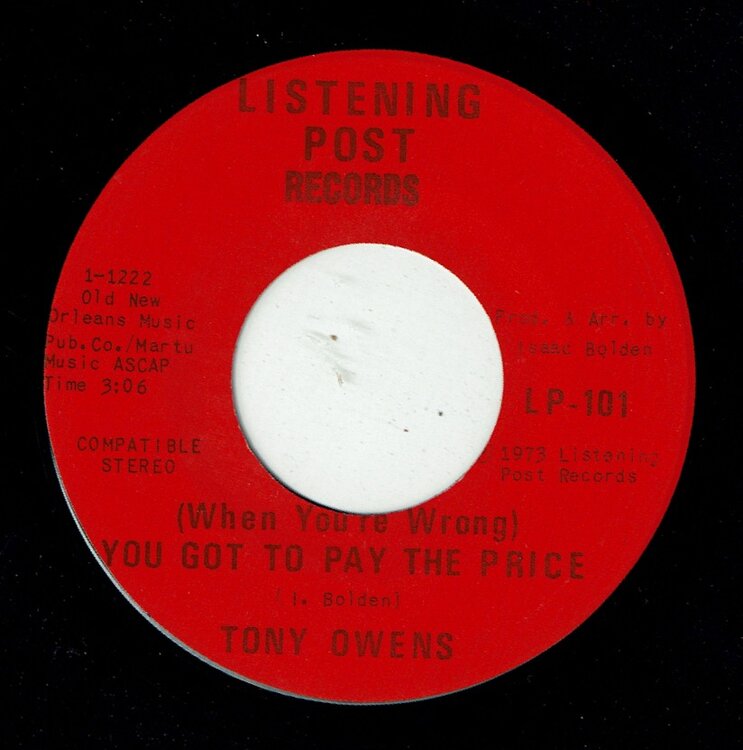 LISTENING
POST
RECORDS
1-1222
Old New
Orleans Music
Pub.Co./Martu
Music ASCAP
Time 3:06
COMPATIBLE
STEREO
Prod. & Arr. by
Isaac Bolden
LP-101
© 1973 Listening
Post Records
(When You're Wrong)
YOU GOT TO PAY THE PRICE
(I. Bolden)
TONY OWENS